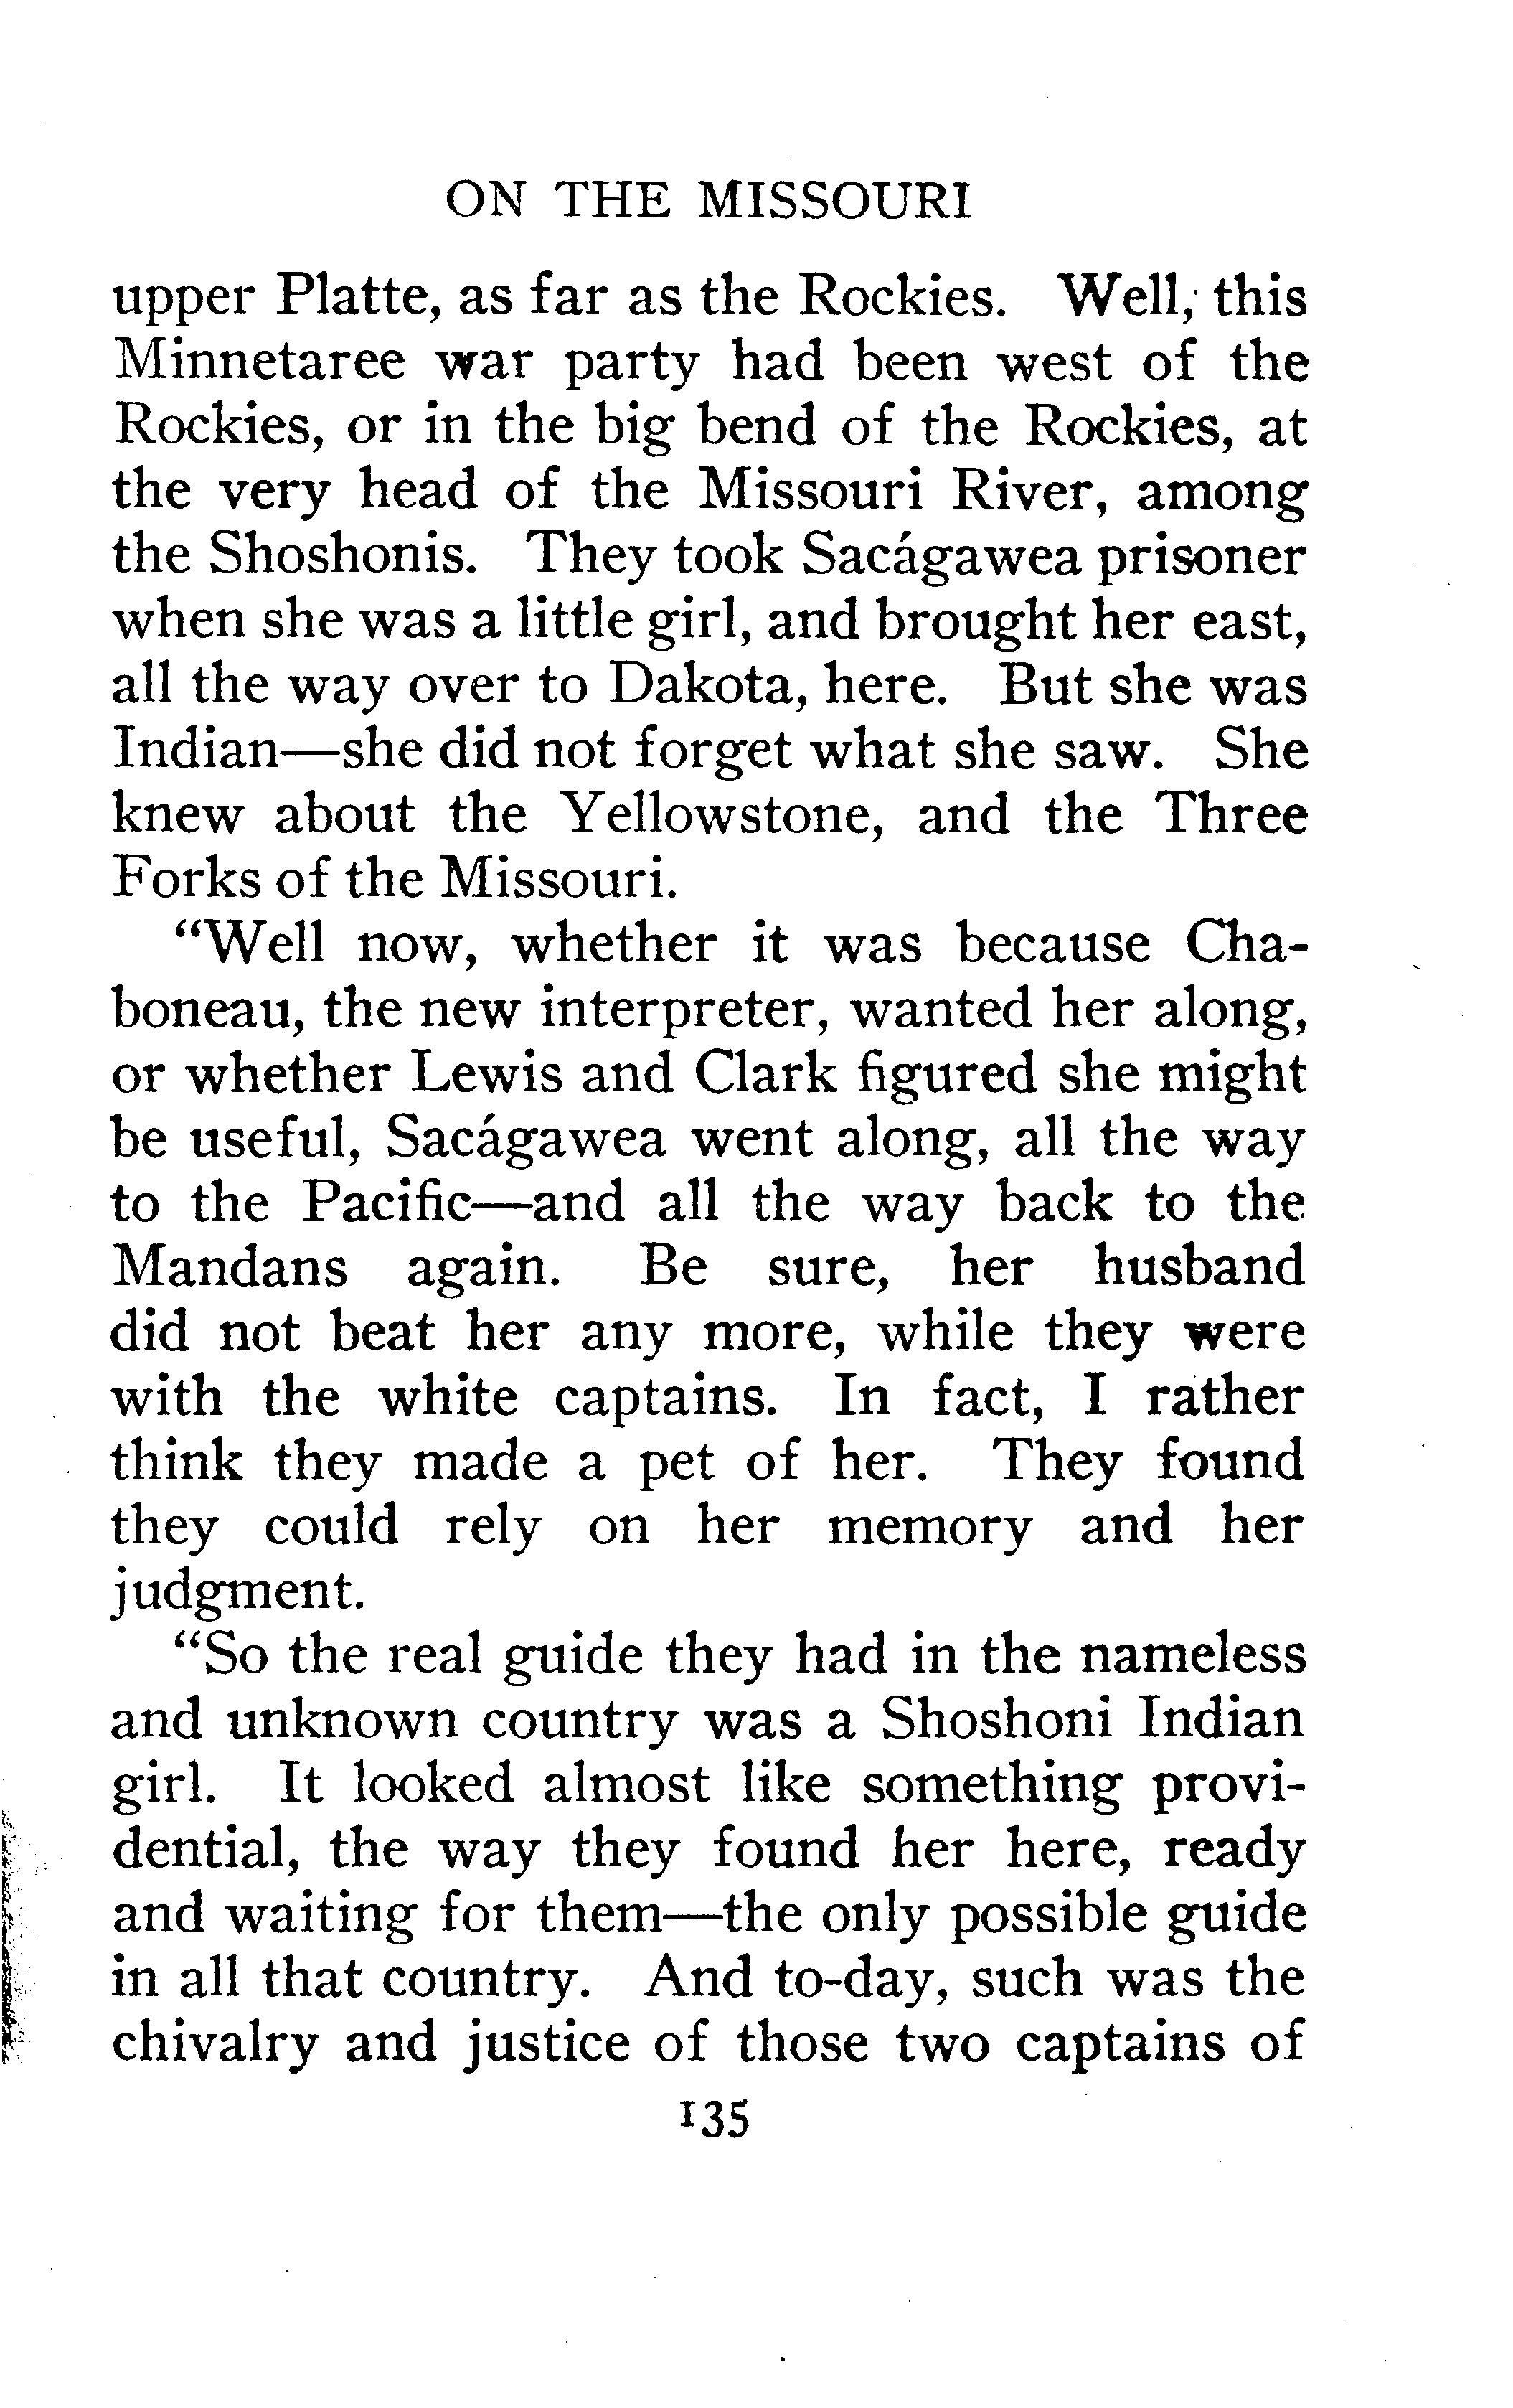 ON THE MISSOURI
upper Platte, as far as the Rockies. Well, this
Minnetaree war party had been west of the
Rockies, or in the big bend of the Rockies, at
the very head of the Missouri River, among
the Shoshonis. They took Sacágawea prisoner
when she was a little girl, and brought her east,
all the way over to Dakota, here. But she was
Indian—she did not forget what she saw. She
knew about the Yellowstone, and the Three
Forks of the Missouri.
“Well now, whether it was because Cha-
boneau, the new interpreter, wanted her along,
or whether Lewis and Clark figured she might
be useful, Sacágawea went along, all the way
to the Pacific—and all the way back to the
Mandans again. Be sure, her husband
did not beat her any more, while they were
with the white captains. In fact, I rather
think they made a pet of her. They found
they could rely on her memory and her
judgment.
“So the real guide they had in the nameless
and unknown country was a Shoshoni Indian
girl. It looked almost like something provi-
dential, the way they found her here, ready
and waiting for them—the only possible guide
in all that country. And to-day, such was the
chivalry and justice of those two captains of
135